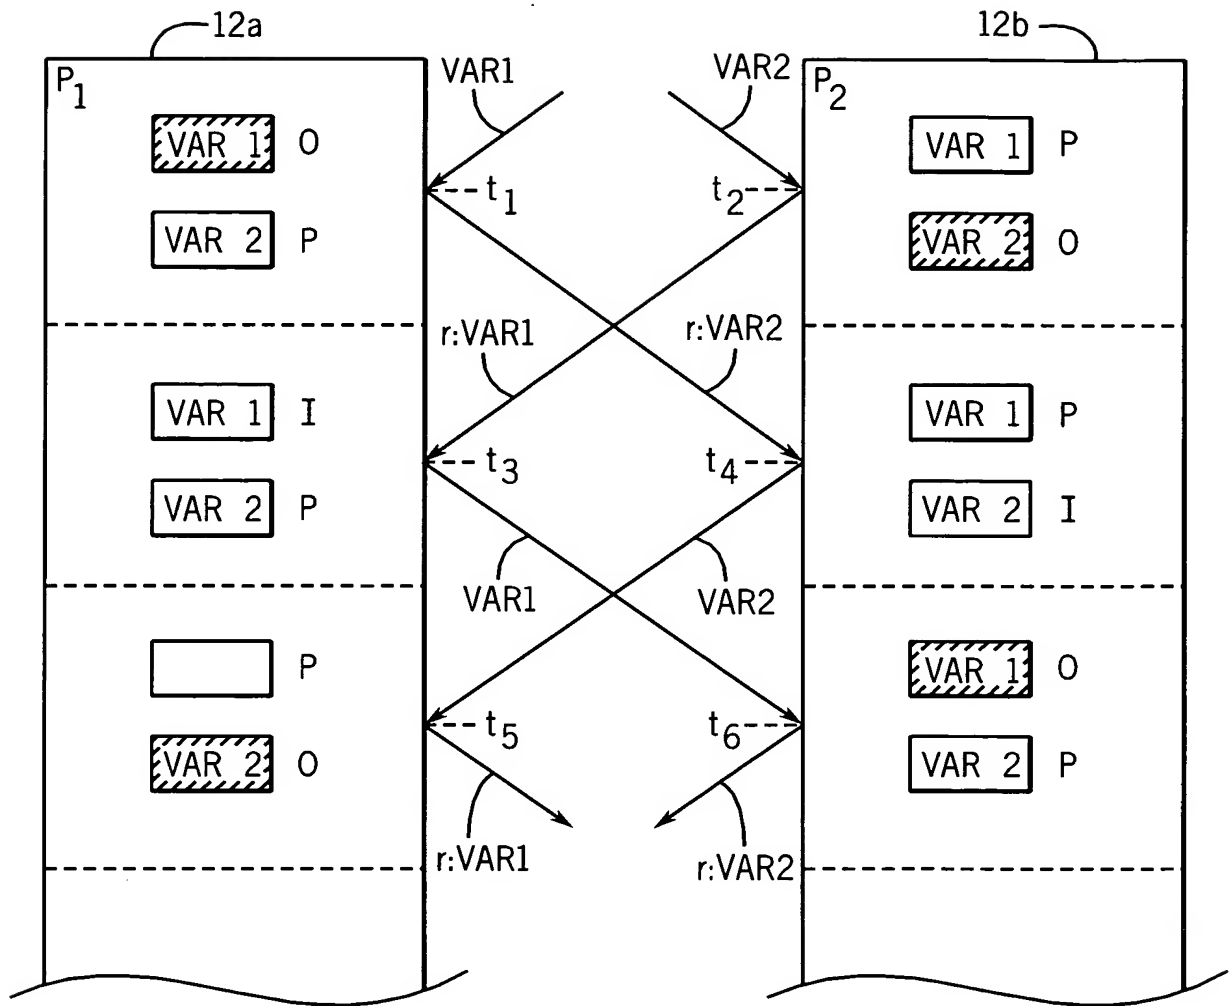 12a
12b
P1
VAR1
VAR2
P2
VAR 1 O
VAR 1 P
t1
t2
VAR 2 P
VAR 2 O
r:VAR1
r:VAR2
VAR 1 I
VAR 1 P
t3
t4
VAR 2 P
VAR 2 I
VAR1
VAR2
P
VAR 1 O
t5
t6
VAR 2 O
VAR 2 P
r:VAR1
r:VAR2